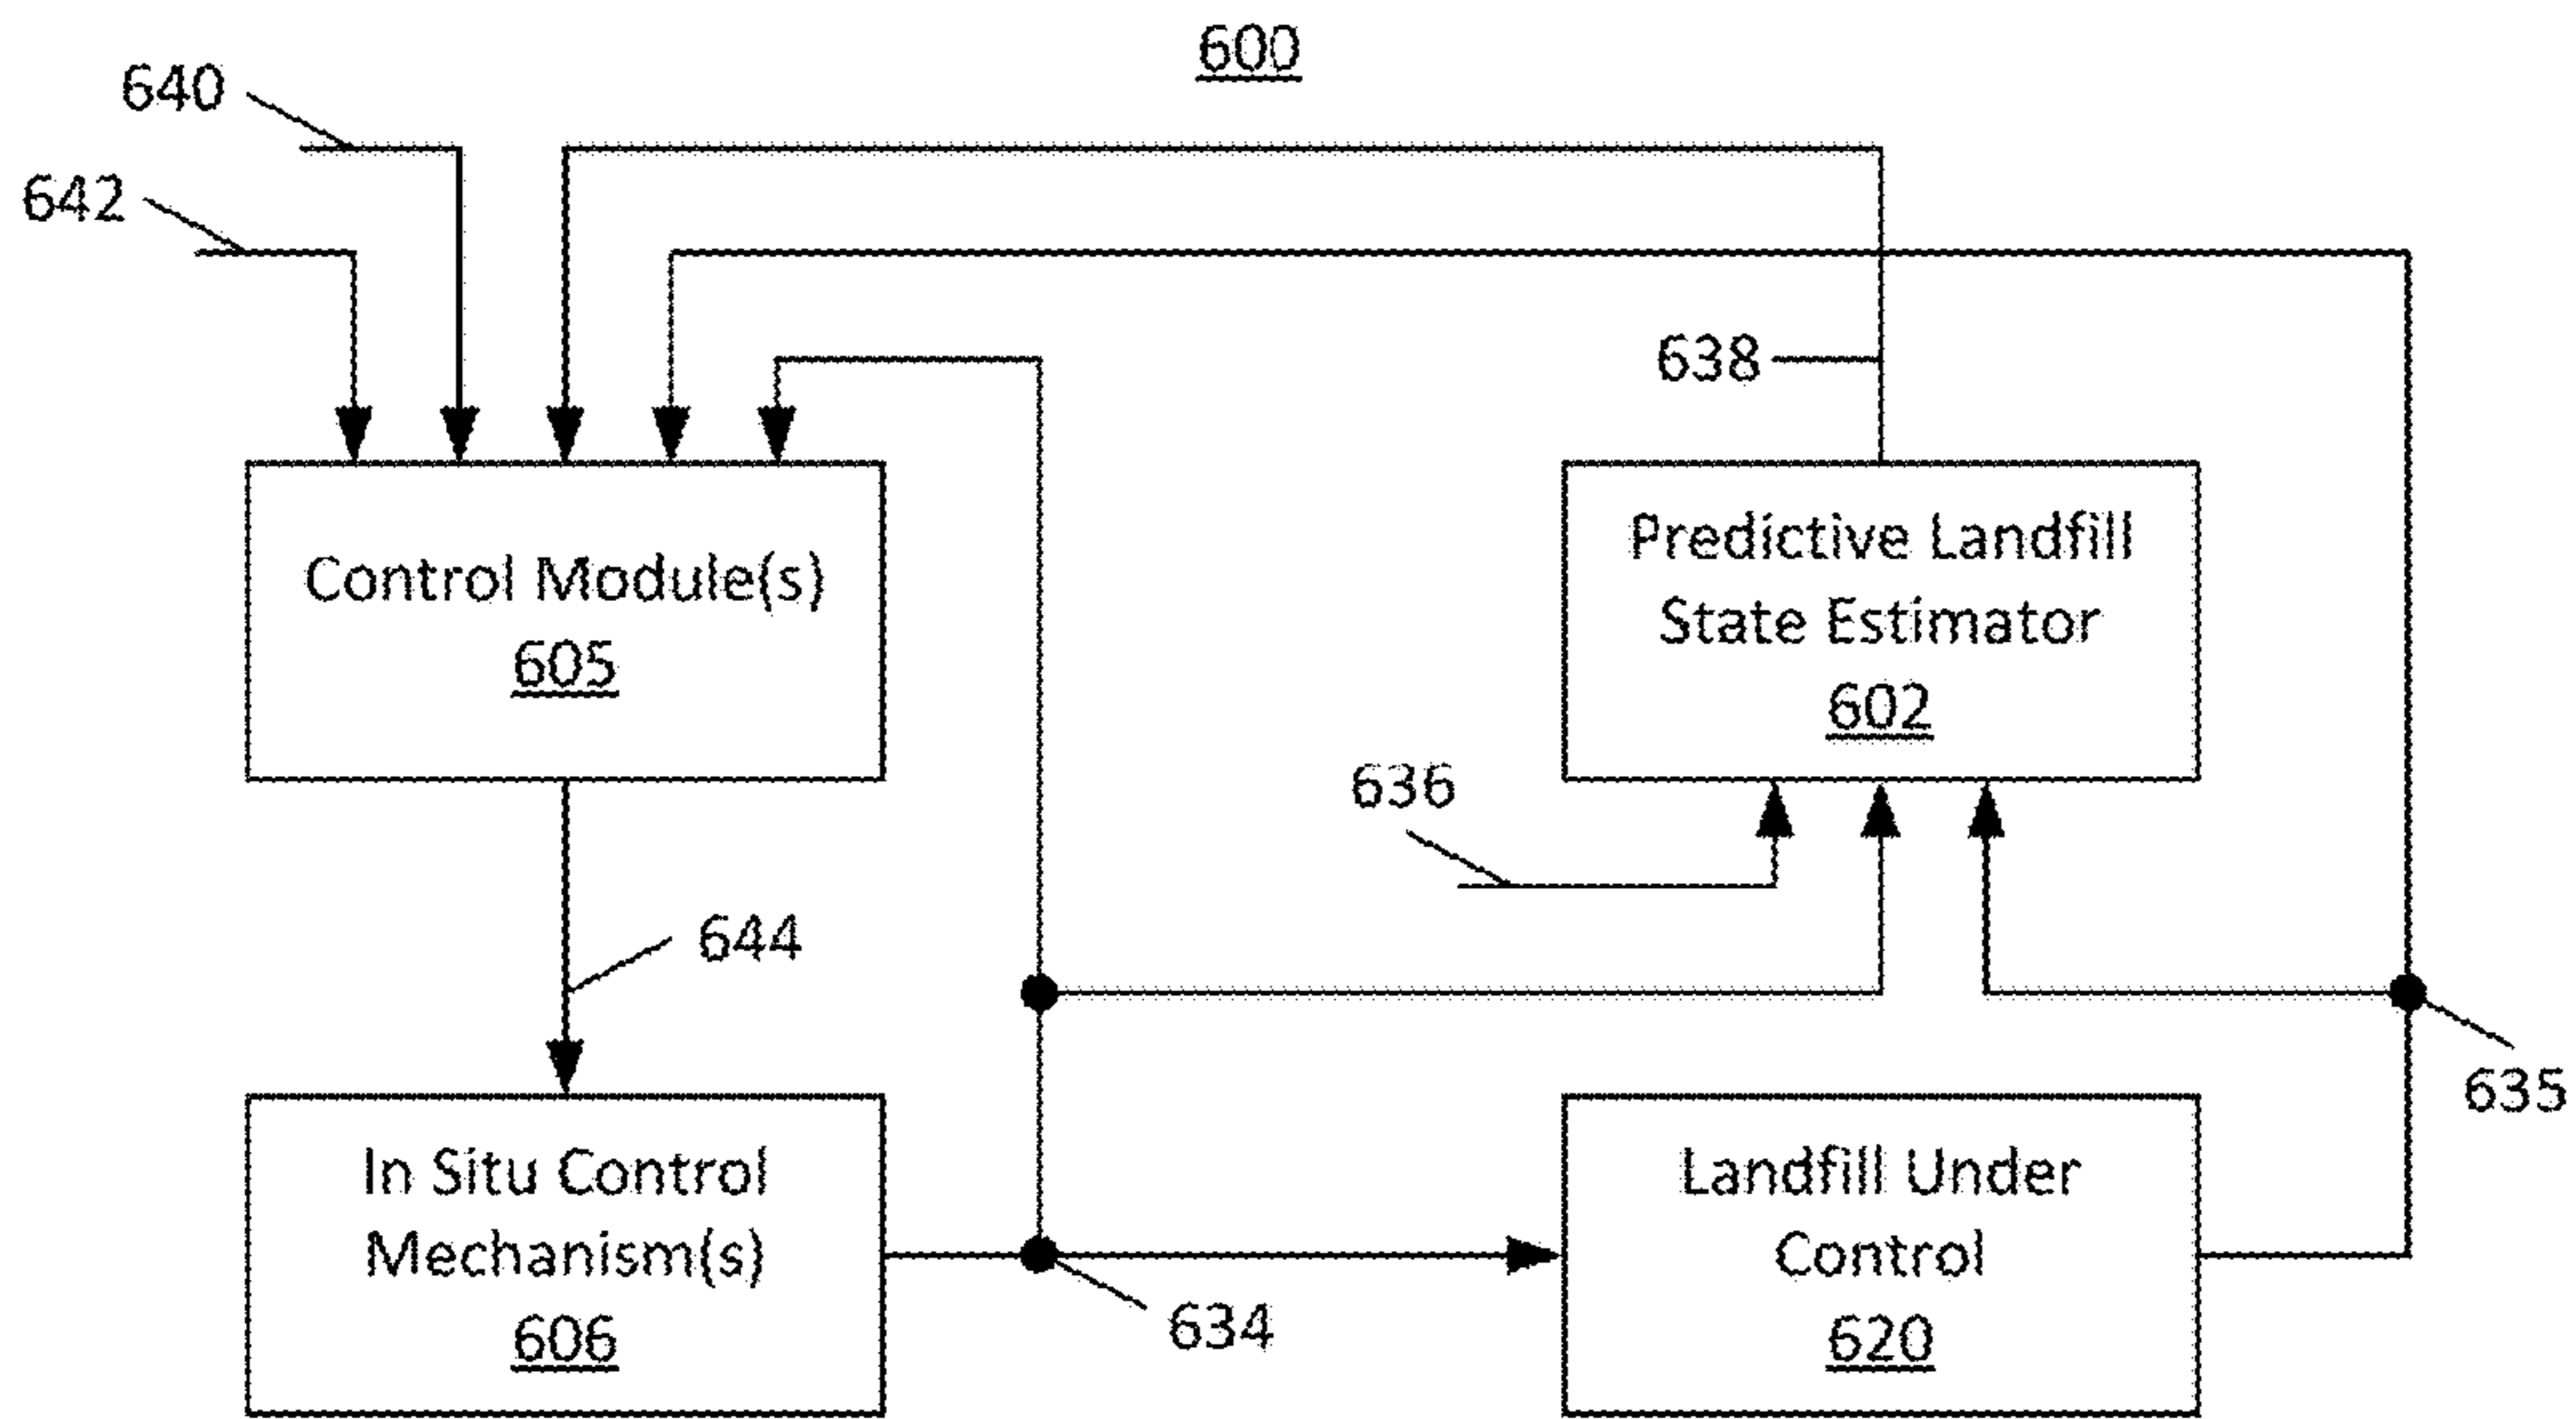 600
640
642
638
Control Module(s)
605
Predictive Landfill
State Estimator
602
636
644
635
In Situ Control
Mechanism(s)
606
634
Landfill Under
Control
620